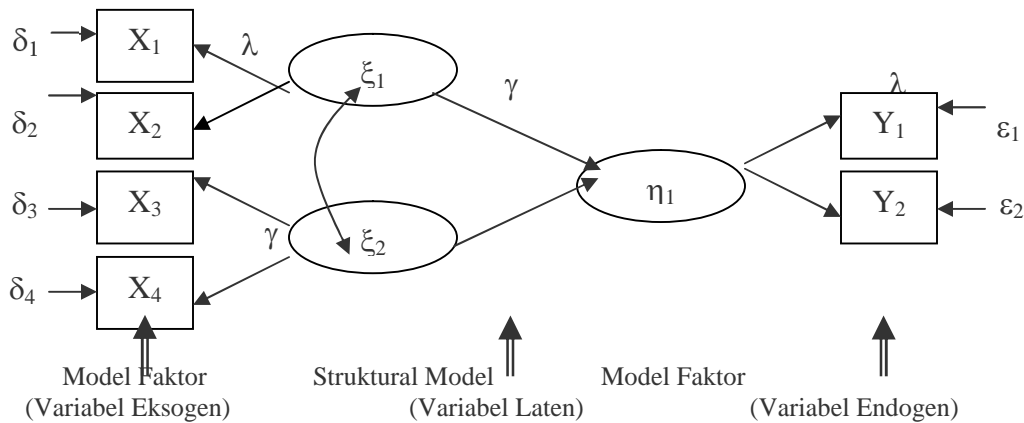 δ1 X1 λ ξ1 γ λ
δ2 X2 Y1 ε1
δ3 X3 γ ξ2 η1 Y2 ε2
δ4 X4
Model Faktor Struktural Model Model Faktor
(Variabel Eksogen) (Variabel Laten) (Variabel Endogen)